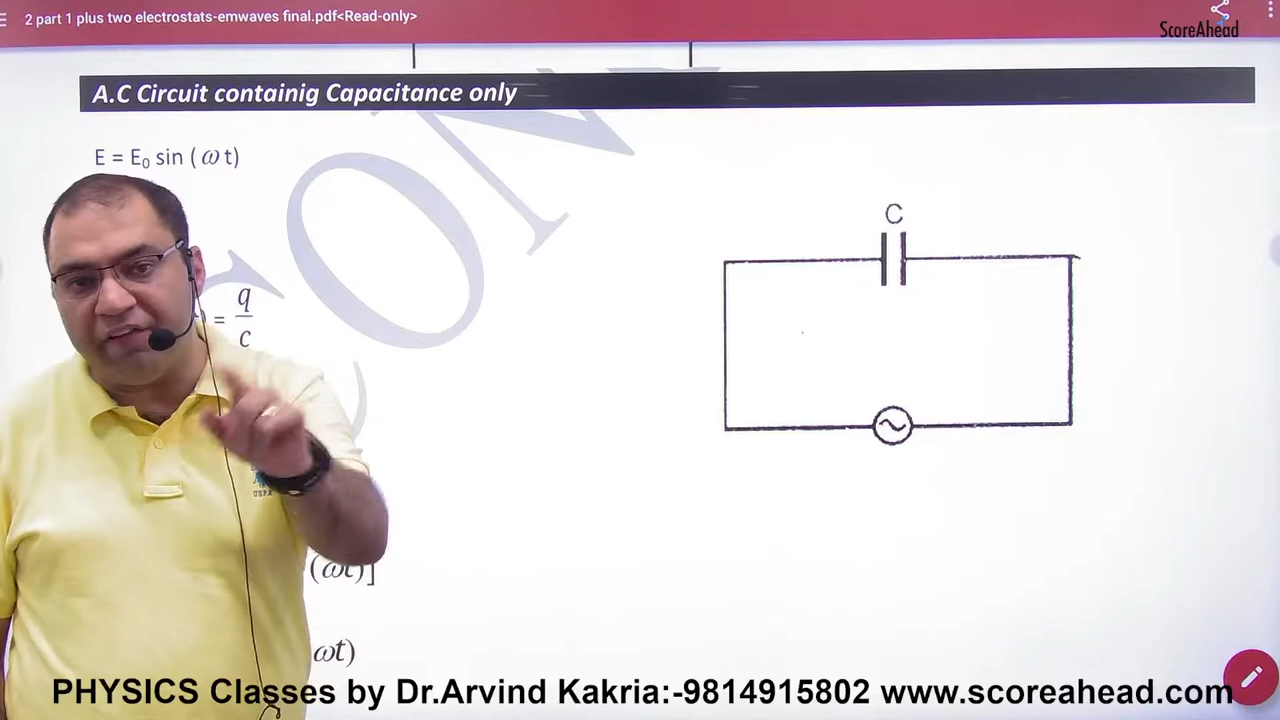 2 part 1 plus two electrostats-emwaves final.pdf<Read-only>
ScoreAhead
A.C Circuit containig Capacitance only
E = E₀ sin ( ω t)
= q/c
C
(ωt)]
ωt)
PHYSICS Classes by Dr.Arvind Kakria:-9814915802 www.scoreahead.com